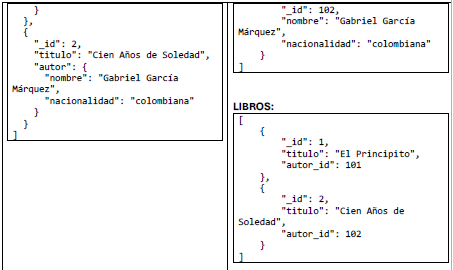 }
  },
  {
    "_id": 2,
    "titulo": "Cien Años de Soledad",
    "autor": {
      "nombre": "Gabriel García
Márquez",
      "nacionalidad": "colombiana"
    }
  }
]
        "_id": 102,
        "nombre": "Gabriel García
Márquez",
        "nacionalidad": "colombiana"
    }
]
LIBROS:
[
    {
        "_id": 1,
        "titulo": "El Principito",
        "autor_id": 101
    },
    {
        "_id": 2,
        "titulo": "Cien Años de
Soledad",
        "autor_id": 102
    }
]